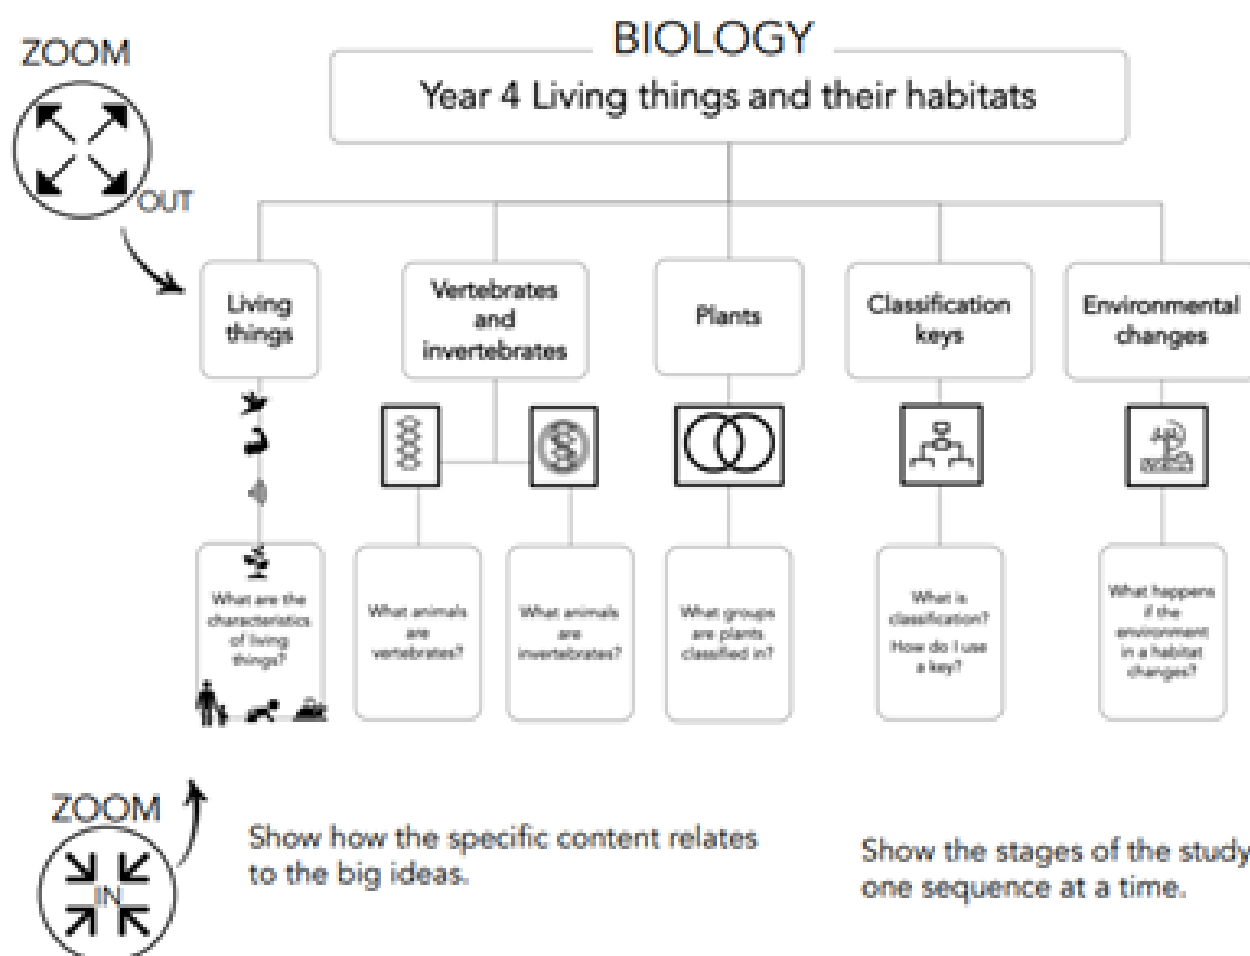 ZOOM
OUT
BIOLOGY
Year 4 Living things and their habitats
Living
things
Vertebrates
and
invertebrates
Plants
Classification
keys
Environmental
changes
What are the
characteristics
of living
things?
What animals
are
vertebrates?
What animals
are
invertebrates?
What groups
are plants
classified in?
What is
classification?
How do I use
a key?
What happens
if the
environment
in a habitat
changes?
ZOOM
IN
Show how the specific content relates
to the big ideas.
Show the stages of the study
one sequence at a time.